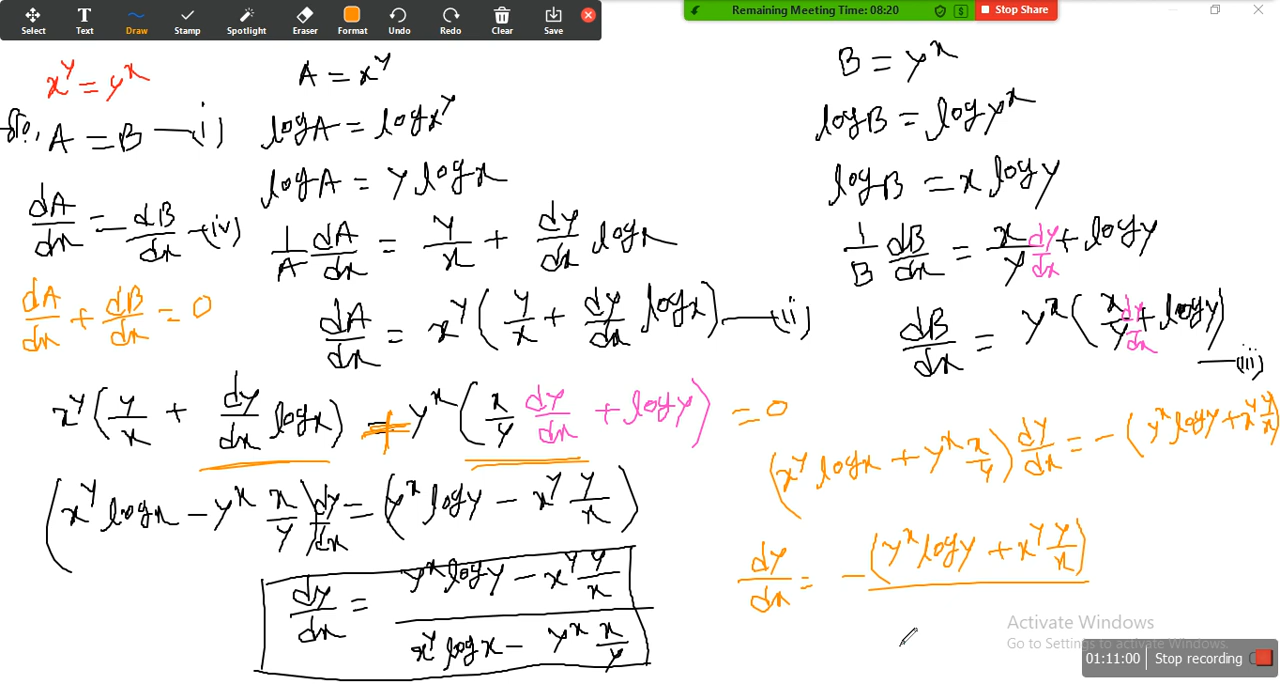 Select Text Draw Stamp Spotlight Eraser Format Undo Redo Clear Save
Remaining Meeting Time: 08:20 Stop Share
x^y = y^x
A = B —(i)
dA/dx = dB/dx —(iv)
dA/dx + dB/dx = 0
A = x^y
log A = log x^y
log A = y log x
1/A dA/dx = y/x + dy/dx log x
dA/dx = x^y (y/x + dy/dx log x) —(ii)
B = y^x
log B = log y^x
log B = x log y
1/B dB/dx = x/y dy/dx + log y
dB/dx = y^x (x/y dy/dx + log y) —(iii)
x^y (y/x + dy/dx log x) + y^x (x/y dy/dx + log y) = 0
(x^y log x - y^x x/y) dy/dx = (y^x log y - x^y y/x)
dy/dx = (y^x log y - x^y y/x) / (x^y log x - y^x x/y)
(x^y log x + y^x x/y) dy/dx = - (y^x log y + x^y y/x)
dy/dx = - (y^x log y + x^y y/x)
Activate Windows
Go to Settings to activate Windows.
01:11:00 Stop recording